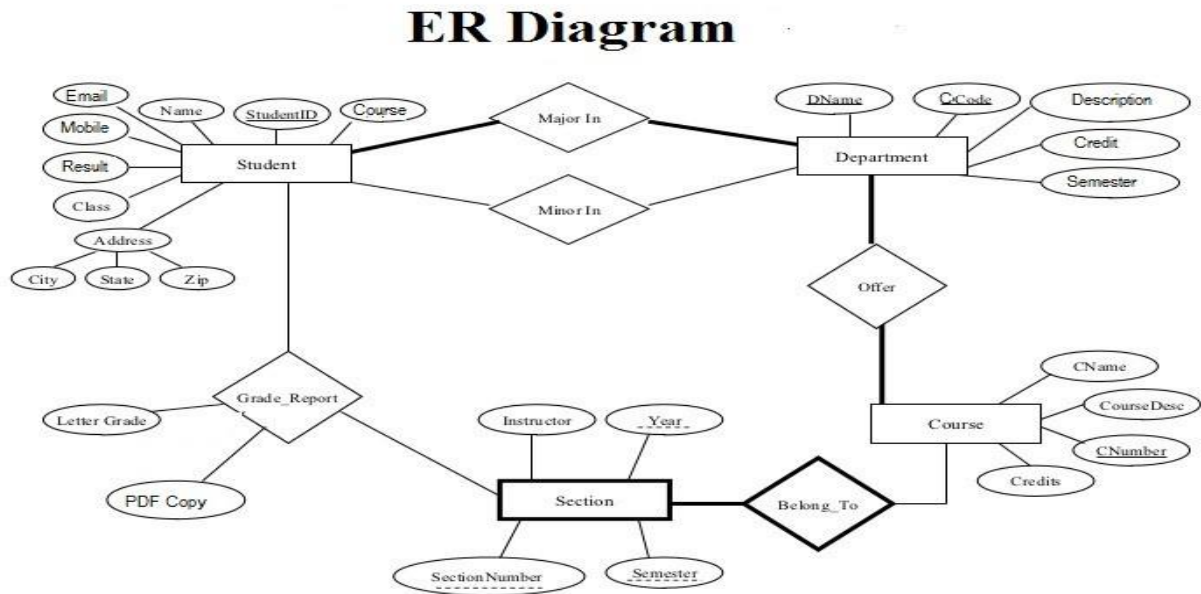 ER Diagram
Email
Name
StudentID
Course
Mobile
Result
Class
Student
Address
City
State
Zip
Major In
Minor In
DName
CCode
Description
Credit
Semester
Department
Offer
Grade_Report
Letter Grade
PDF Copy
Instructor
Year
Section
SectionNumber
Semester
Belong_To
CName
CourseDesc
CNumber
Credits
Course